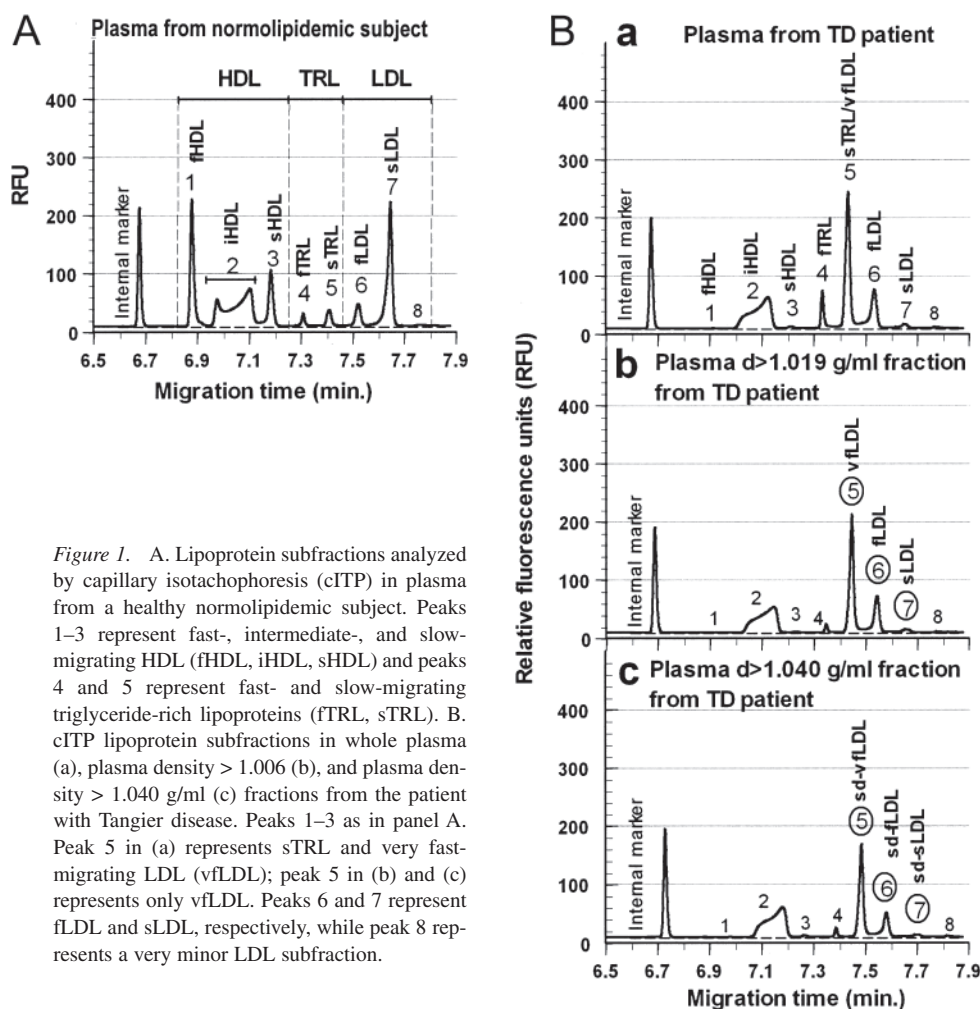 A
Plasma from normolipidemic subject
HDL
TRL
LDL
400
300
200
100
0
RFU
Internal marker
1
fHDL
iHDL
2
3
sHDL
4
fTRL
5
sTRL
6
fLDL
7
sLDL
8
6.5 6.7 6.9 7.1 7.3 7.5 7.7 7.9
Migration time (min.)
Figure 1. A. Lipoprotein subfractions analyzed
by capillary isotachophoresis (cITP) in plasma
from a healthy normolipidemic subject. Peaks
1–3 represent fast-, intermediate-, and slow-
migrating HDL (fHDL, iHDL, sHDL) and peaks
4 and 5 represent fast- and slow-migrating
triglyceride-rich lipoproteins (fTRL, sTRL). B.
cITP lipoprotein subfractions in whole plasma
(a), plasma density > 1.006 (b), and plasma den-
sity > 1.040 g/ml (c) fractions from the patient
with Tangier disease. Peaks 1–3 as in panel A.
Peak 5 in (a) represents sTRL and very fast-
migrating LDL (vfLDL); peak 5 in (b) and (c)
represents only vfLDL. Peaks 6 and 7 represent
fLDL and sLDL, respectively, while peak 8 rep-
resents a very minor LDL subfraction.
B
Relative fluorescence units (RFU)
a
Plasma from TD patient
400
300
200
100
0
Internal marker
fHDL
1
iHDL
2
sHDL
3
fTRL
4
sTRL/vfLDL
5
fLDL
6
sLDL
7
8
b
Plasma d>1.019 g/ml fraction
from TD patient
400
300
200
100
0
Internal marker
1
2
3
4
vfLDL
5
fLDL
6
sLDL
7
8
c
Plasma d>1.040 g/ml fraction
from TD patient
400
300
200
100
0
Internal marker
1
2
3
4
sd-vfLDL
5
sd-fLDL
6
sd-sLDL
7
8
6.5 6.7 6.9 7.1 7.3 7.5 7.7 7.9
Migration time (min.)